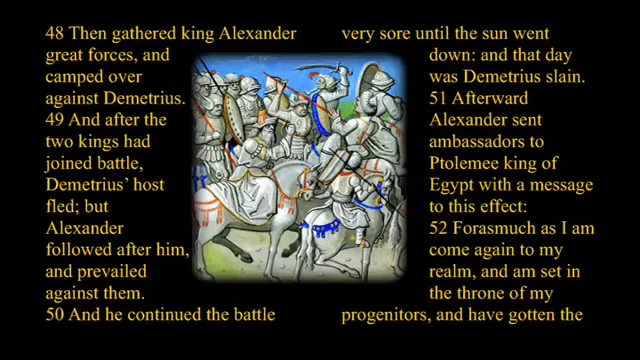 48 Then gathered king Alexander
great forces, and
camped over
against Demetrius.
49 And after the
two kings had
joined battle,
Demetrius’ host
fled; but
Alexander
followed after him,
and prevailed
against them.
50 And he continued the battle
very sore until the sun went
down: and that day
was Demetrius slain.
51 Afterward
Alexander sent
ambassadors to
Ptolemee king of
Egypt with a message
to this effect:
52 Forasmuch as I am
come again to my
realm, and am set in
the throne of my
progenitors, and have gotten the